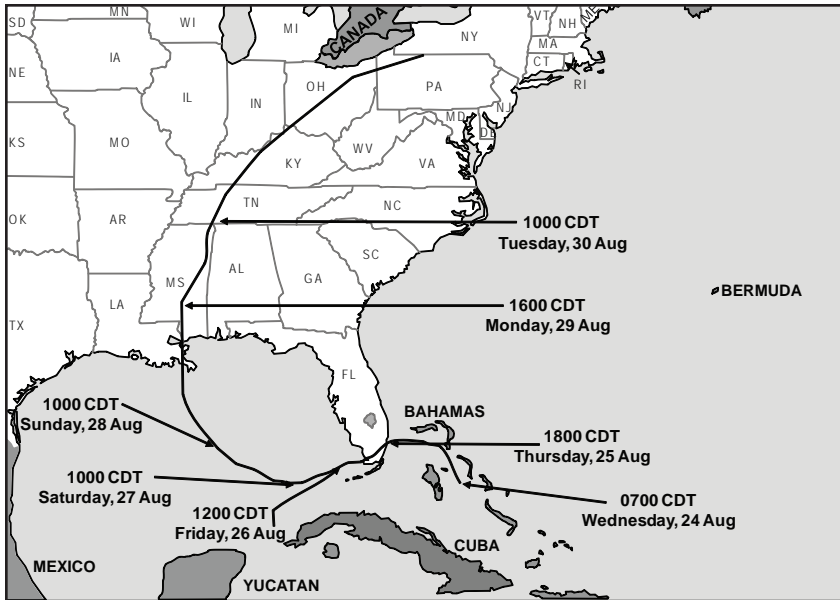 SD
MN
WI
MI
CANADA
NY
VT
NH
ME
MA
CT
RI
IA
NE
IL
IN
OH
PA
NJ
MD
DE
KS
MO
KY
WV
VA
OK
AR
TN
NC
SC
MS
AL
GA
LA
TX
FL
1000 CDT
Tuesday, 30 Aug
BERMUDA
1600 CDT
Monday, 29 Aug
1000 CDT
Sunday, 28 Aug
BAHAMAS
1800 CDT
Thursday, 25 Aug
1000 CDT
Saturday, 27 Aug
1200 CDT
Friday, 26 Aug
0700 CDT
Wednesday, 24 Aug
CUBA
MEXICO
YUCATAN